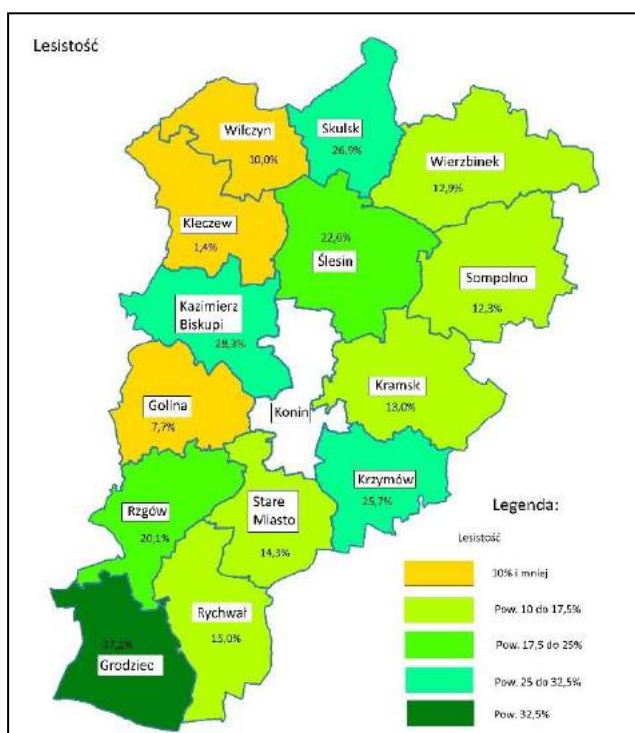 Lesistość
Wilczyn
10,0%
Skulsk
26,9%
Wierzbinek
12,9%
Kleczew
1,4%
22,6%
Ślesin
Sompolno
12,3%
Kazimierz
Biskupi
28,3%
Golina
7,7%
Konin
Kramsk
13,0%
Krzymów
25,7%
Rzgów
20,1%
Stare
Miasto
14,3%
Rychwał
15,0%
Grodziec
Legenda:
Lesistość
10% i mniej
Pow. 10 do 17,5%
Pow. 17,5 do 25%
Pow. 25 do 32,5%
Pow. 32,5%